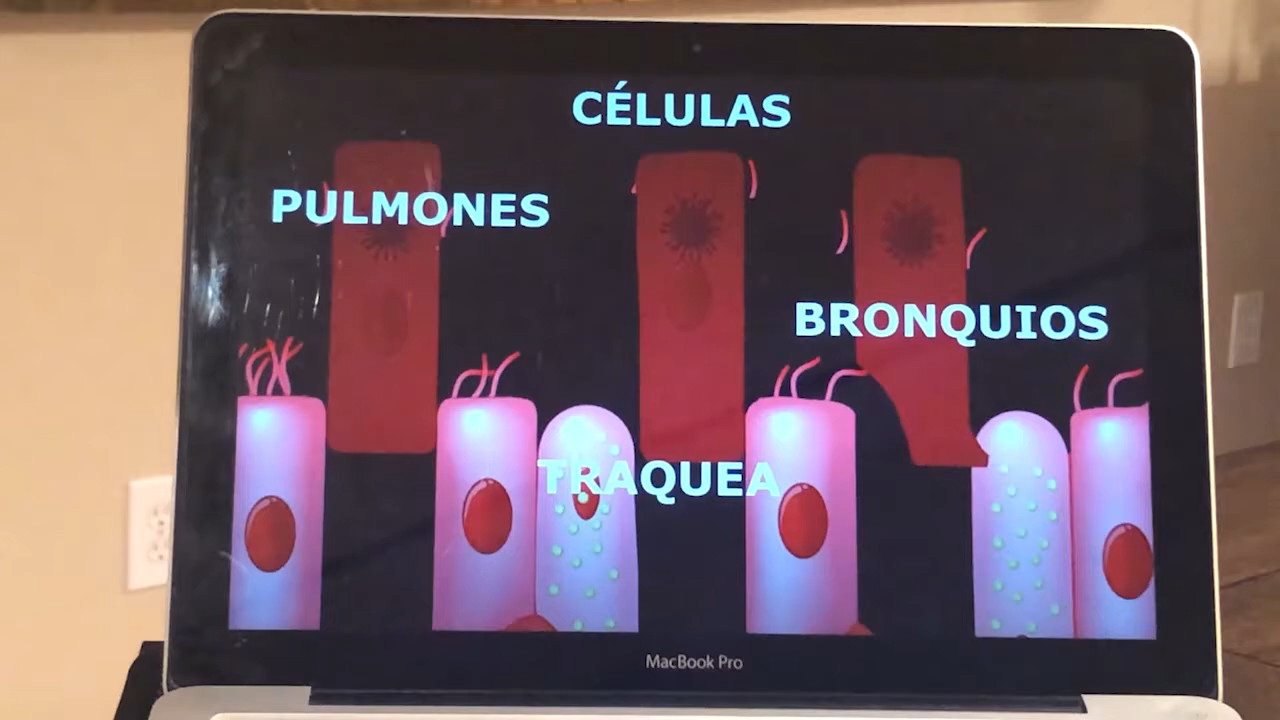 CÉLULAS
PULMONES
BRONQUIOS
TRAQUEA
MacBook Pro